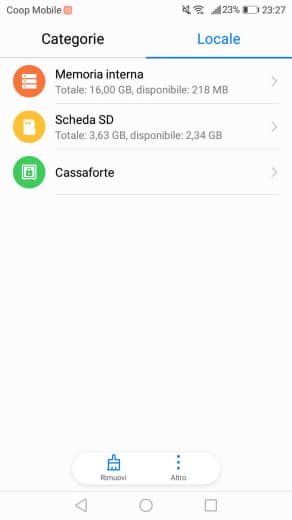 Coop Mobile 23% 23:27
Categorie Locale
Memoria interna
Totale: 16,00 GB, disponibile: 218 MB
Scheda SD
Totale: 3,63 GB, disponibile: 2,34 GB
Cassaforte
Rimuovi Altro